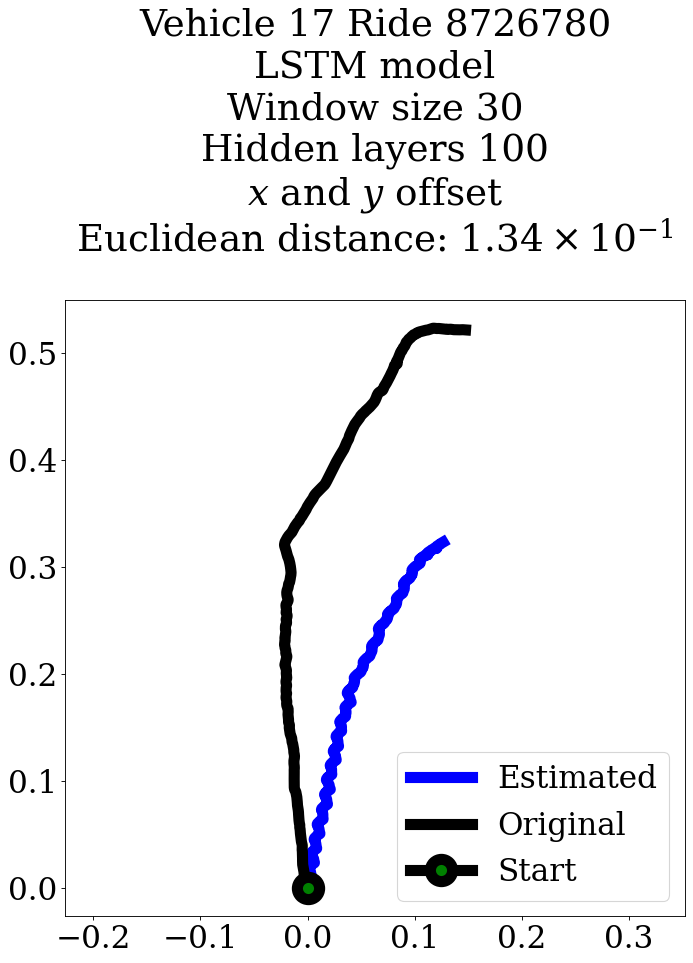 Vehicle 17 Ride 8726780
LSTM model
Window size 30
Hidden layers 100
x and y offset
Euclidean distance: 1.34 × 10⁻¹
0.5
0.4
0.3
0.2
0.1
0.0
−0.2 −0.1 0.0 0.1 0.2 0.3
Estimated
Original
Start